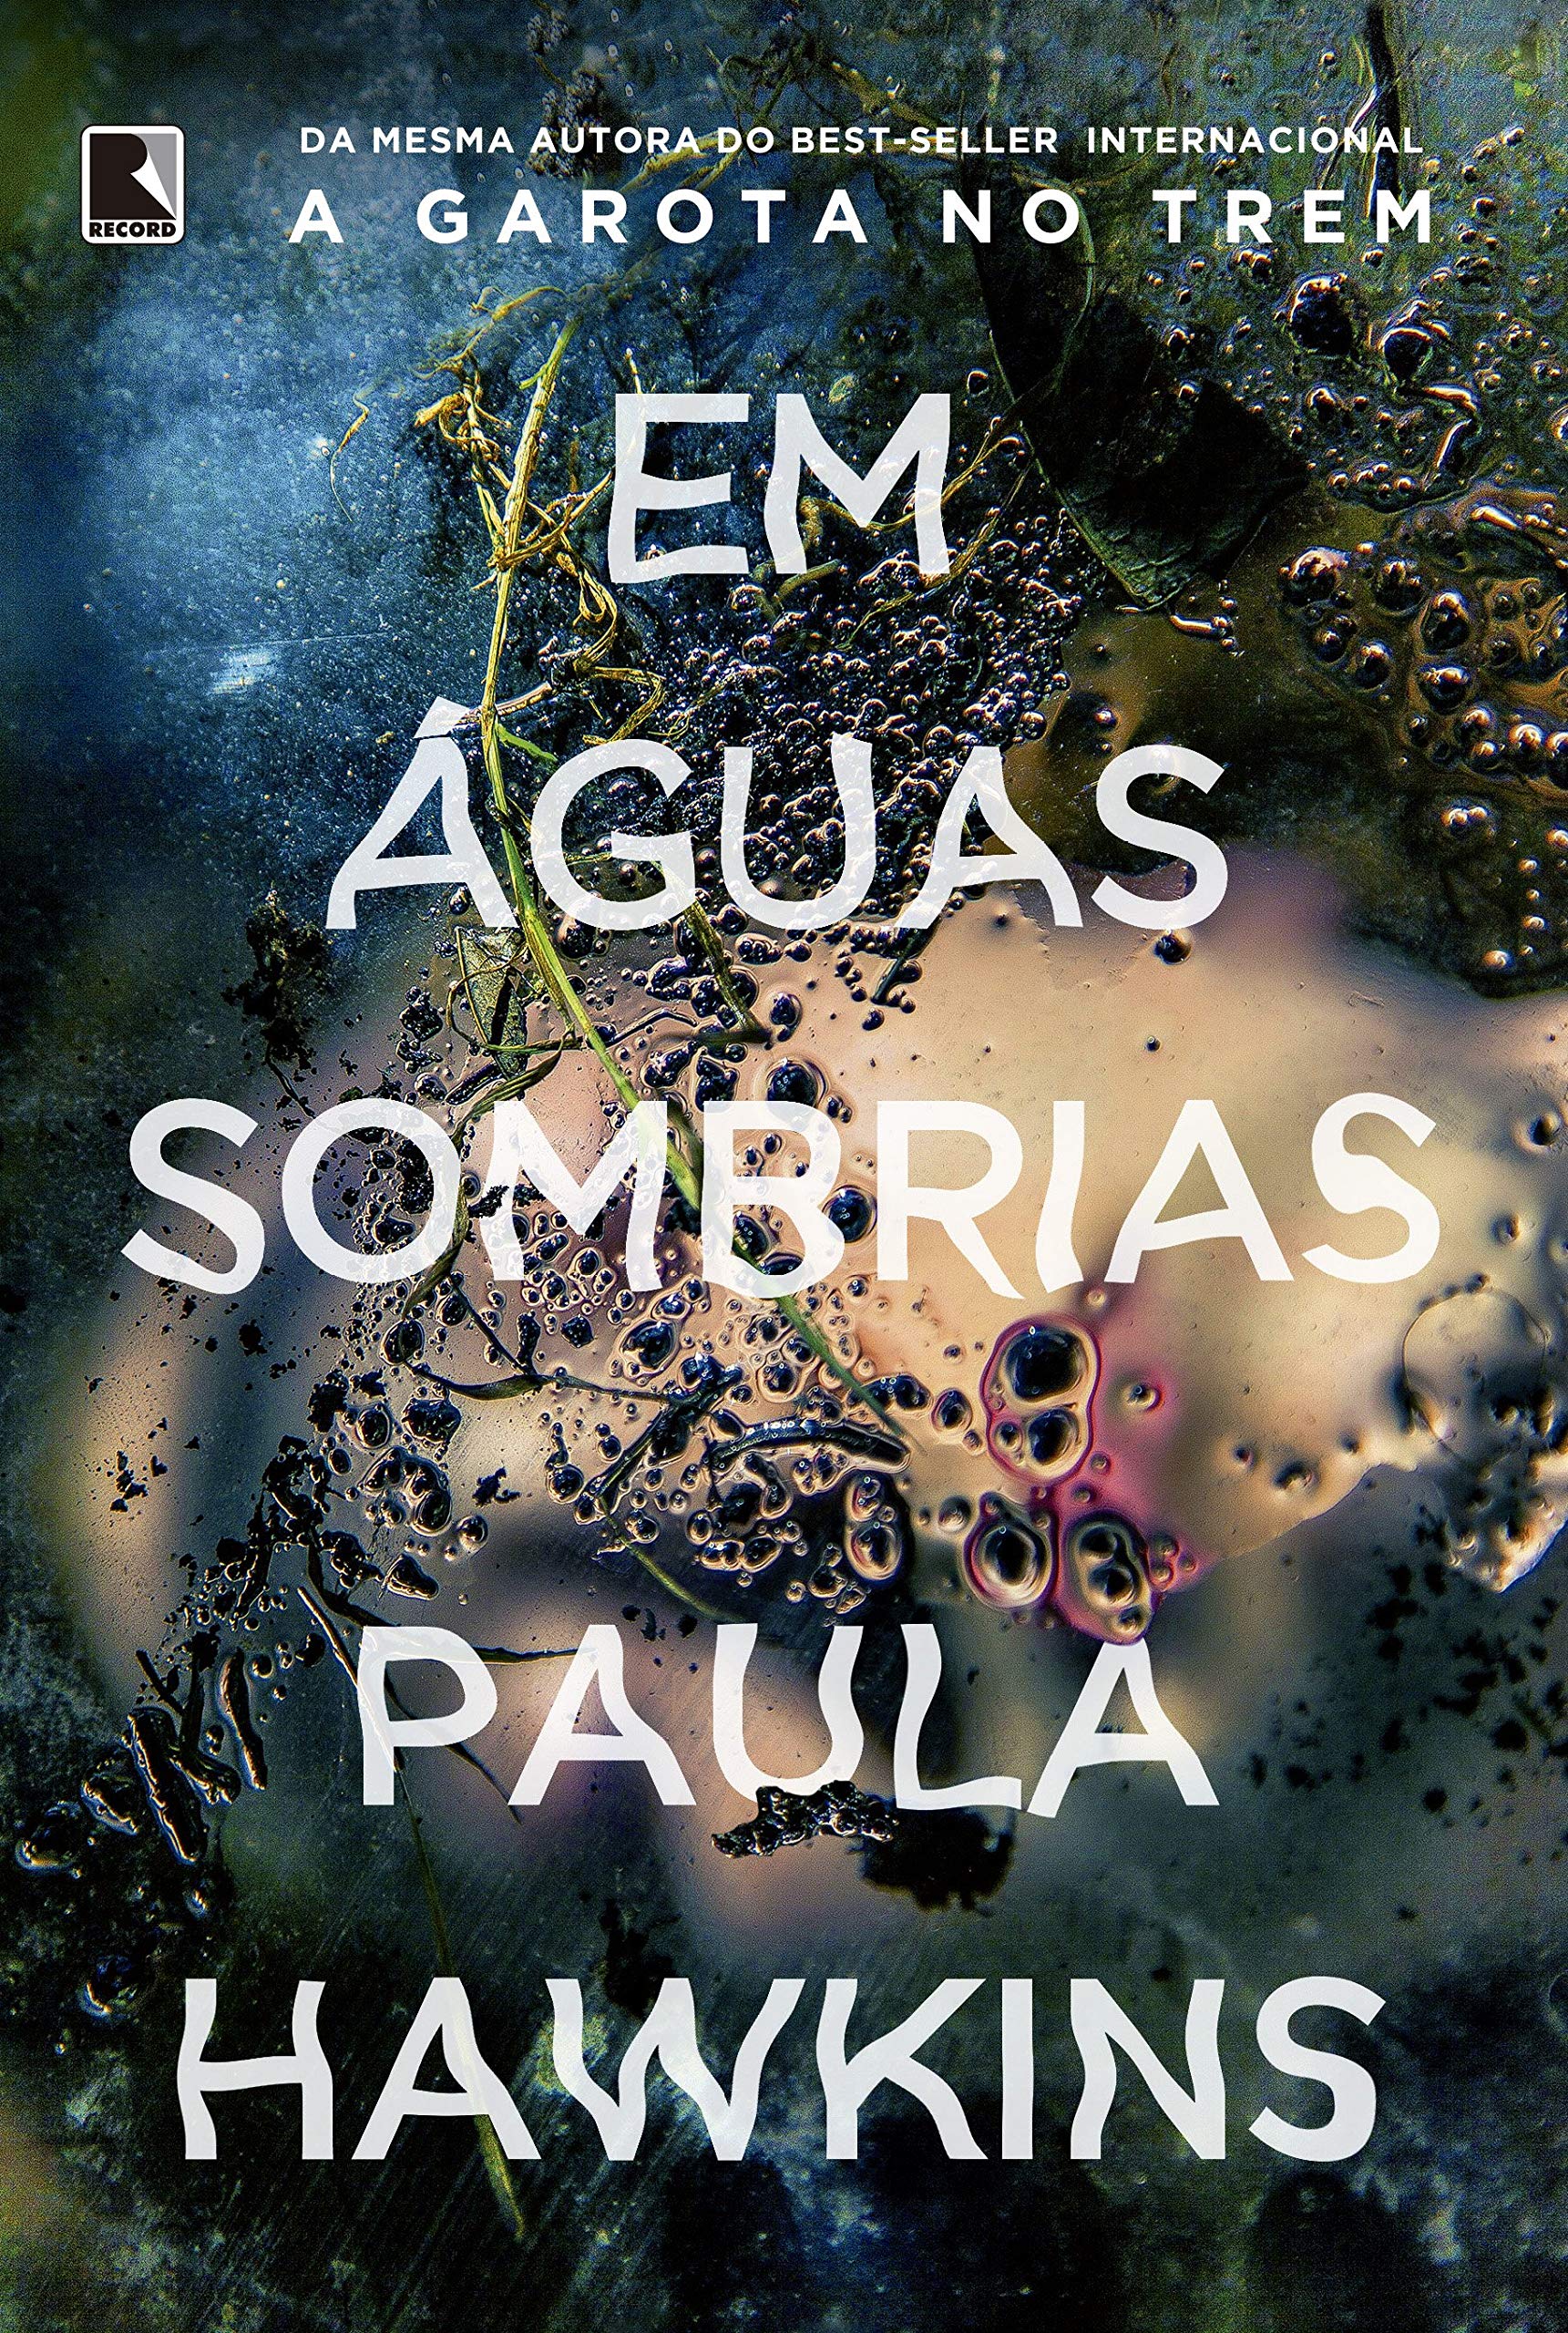 DA MESMA AUTORA DO BEST-SELLER INTERNACIONAL
A GAROTA NO TREM
RECORD
EM
ÁGUAS
SOMBRIAS
PAULA
HAWKINS